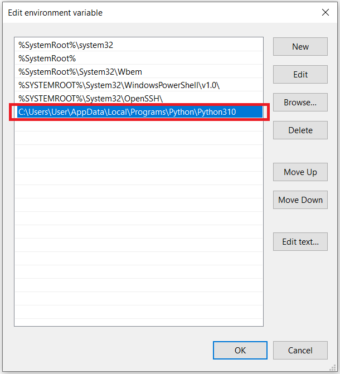 Edit environment variable
%SystemRoot%\system32
%SystemRoot%
%SystemRoot%\System32\Wbem
%SYSTEMROOT%\System32\WindowsPowerShell\v1.0\
%SYSTEMROOT%\System32\OpenSSH\
C:\Users\User\AppData\Local\Programs\Python\Python310
New
Edit
Browse...
Delete
Move Up
Move Down
Edit text...
OK
Cancel